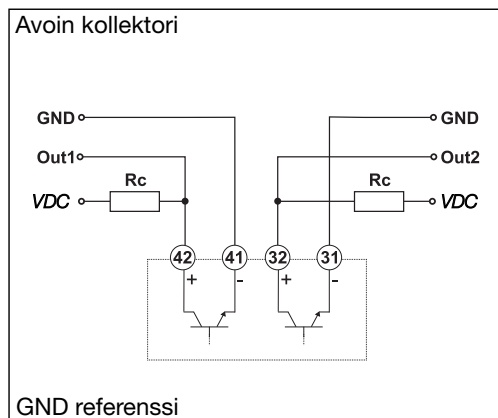 Avoin kollektori
GND GND
Out1 Out2
Rc Rc
VDC VDC
42 41 32 31
+ - + -
GND referenssi